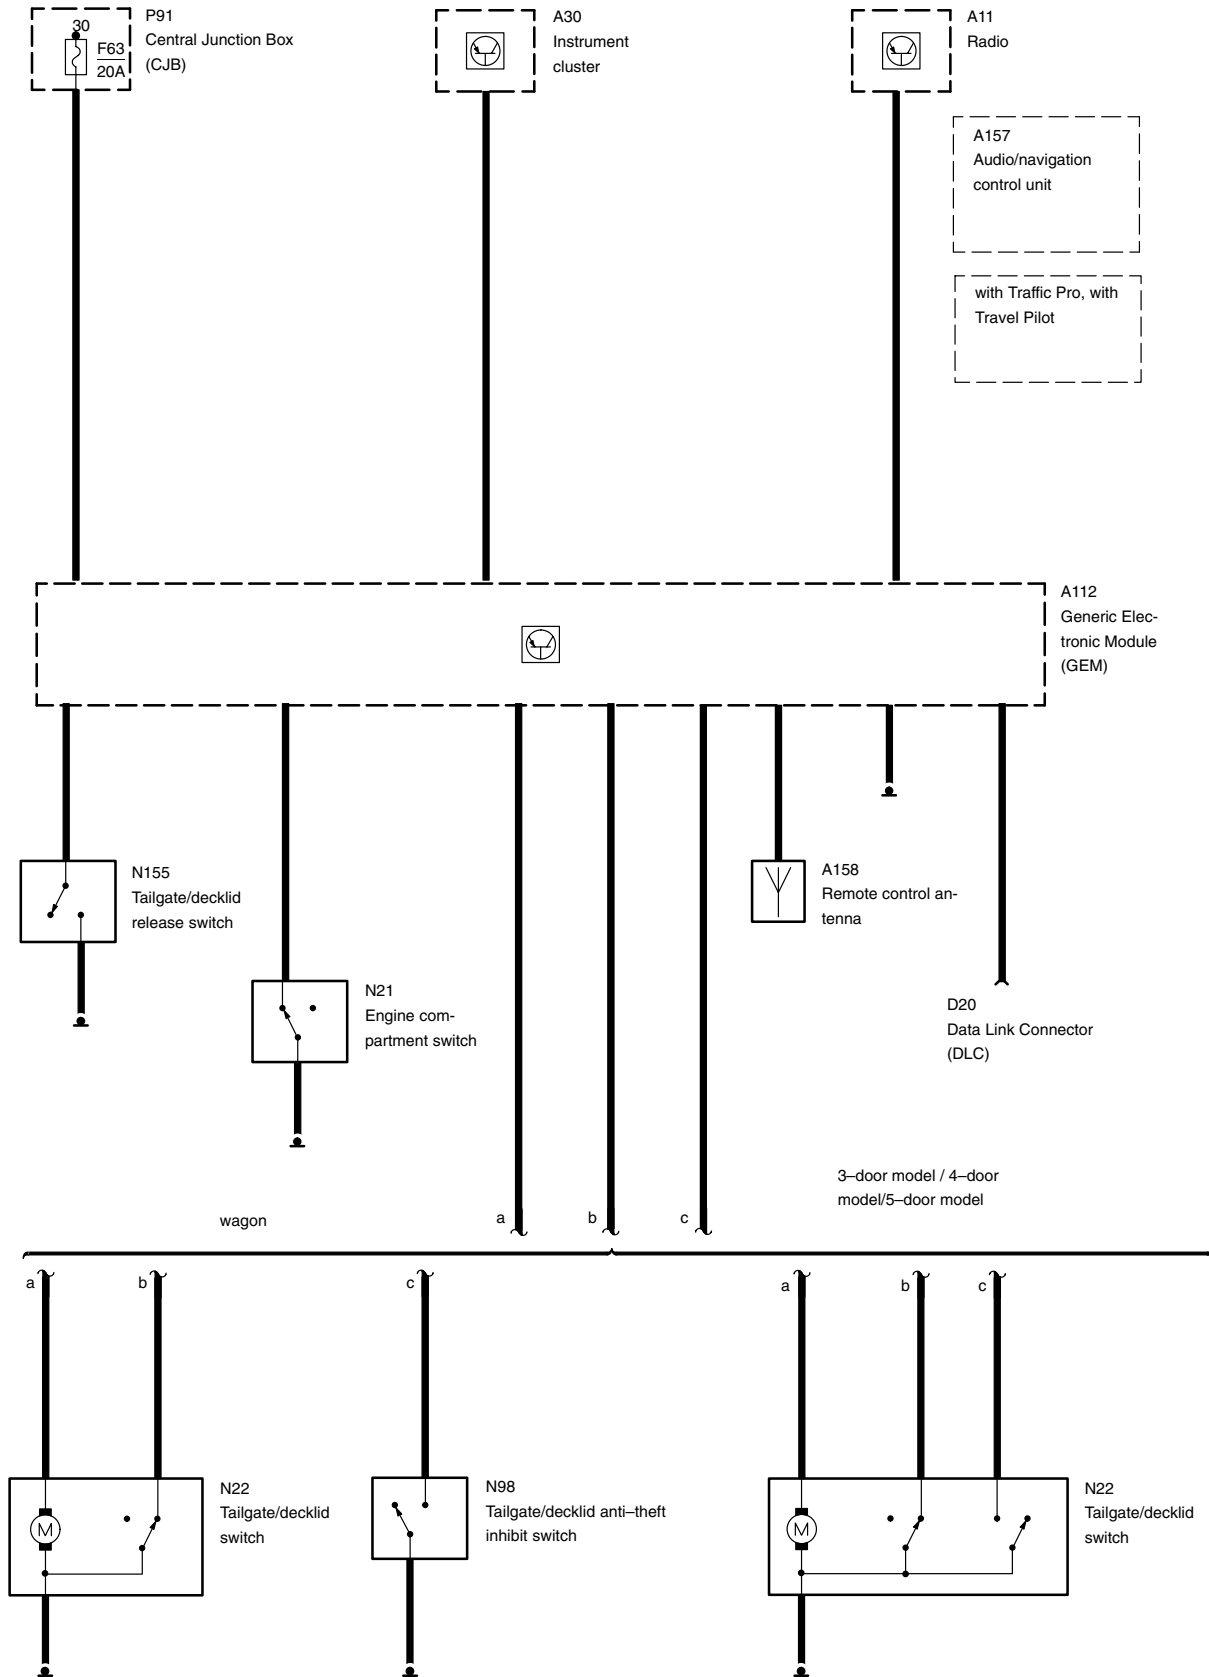 P91
Central Junction Box
(CJB)
30
F63
20A
A30
Instrument
cluster
A11
Radio
A157
Audio/navigation
control unit
with Traffic Pro, with
Travel Pilot
A112
Generic Elec-
tronic Module
(GEM)
N155
Tailgate/decklid
release switch
N21
Engine com-
partment switch
A158
Remote control an-
tenna
D20
Data Link Connector
(DLC)
3–door model / 4–door
model/5–door model
wagon
a
b
c
a
b
c
a
b
c
M
N22
Tailgate/decklid
switch
N98
Tailgate/decklid anti–theft
inhibit switch
M
N22
Tailgate/decklid
switch